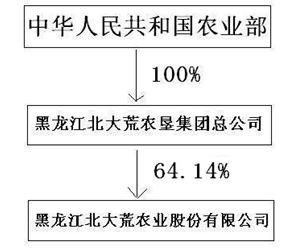 中华人民共和国农业部
100%
黑龙江北大荒农垦集团总公司
64.14%
黑龙江北大荒农业股份有限公司